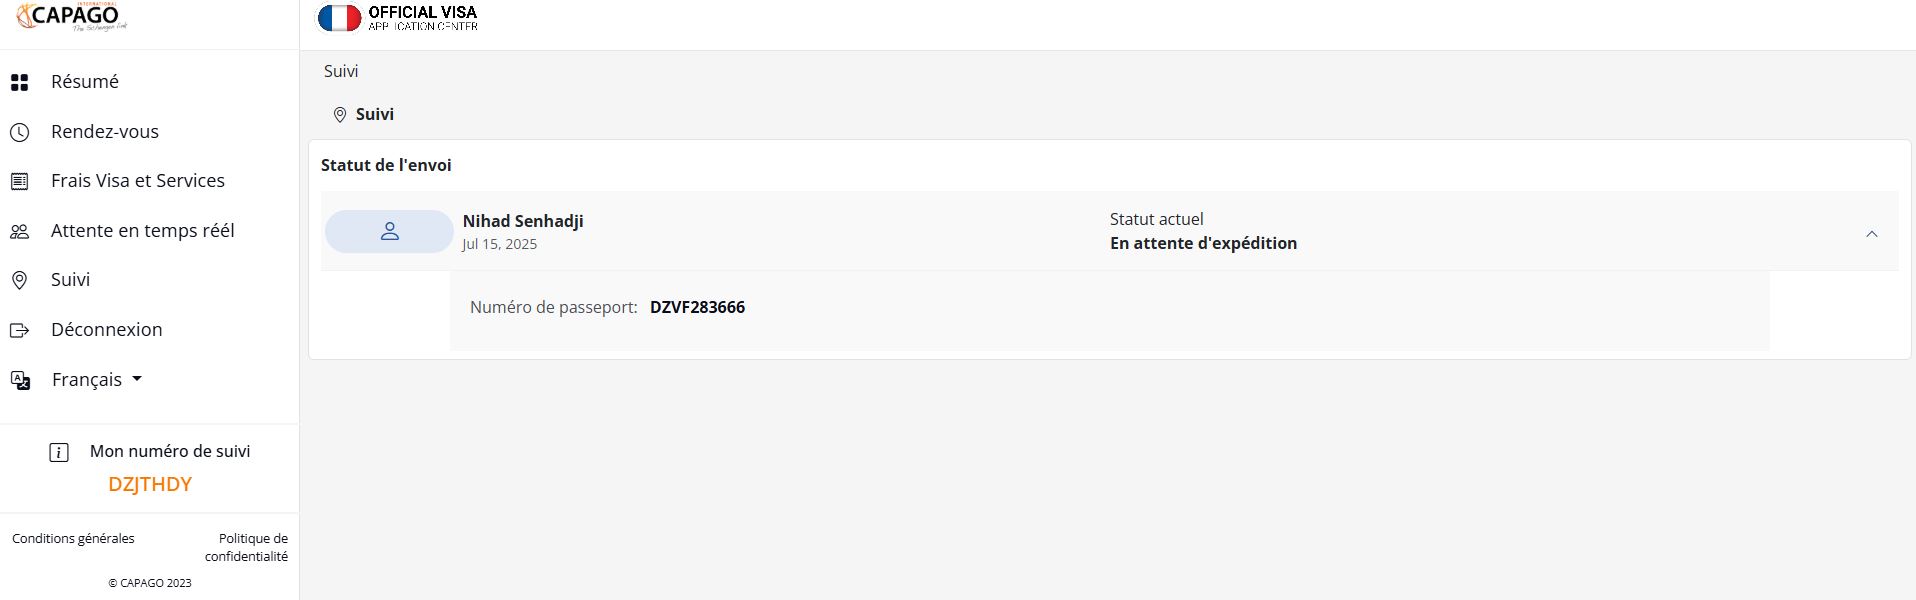 INTERNATIONAL
CAPAGO
OFFICIAL VISA
APPLICATION CENTER
Résumé
Rendez-vous
Frais Visa et Services
Attente en temps réél
Suivi
Déconnexion
Français
Mon numéro de suivi
DZJTHDY
Conditions générales
Politique de
confidentialité
© CAPAGO 2023
Suivi
Suivi
Statut de l'envoi
Nihad Senhadji
Jul 15, 2025
Statut actuel
En attente d'expédition
Numéro de passeport: DZVF283666